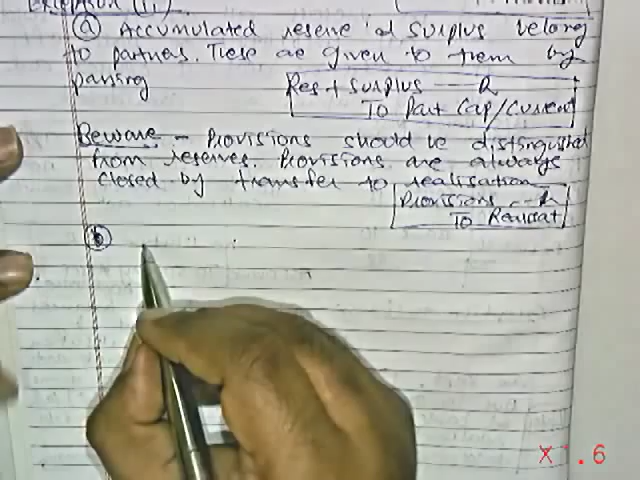 Exception (i)
(a) Accumulated reserve and surplus belong
to partners. These are given to them by
passing
Res + Surplus — Dr
To Part Cap/Current
Beware - Provisions should be distinguished
from reserves. Provisions are always
closed by transfer to realisation
Provisions — Dr
To Realisat
(b)
x .6